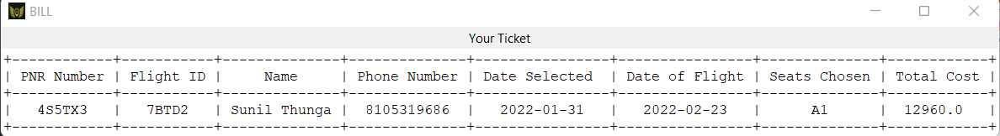 BILL
Your Ticket
+-------------+-----------+---------------+--------------+----------------+----------------+--------------+------------+
| PNR Number | Flight ID | Name | Phone Number | Date Selected | Date of Flight | Seats Chosen | Total Cost |
+-------------+-----------+---------------+--------------+----------------+----------------+--------------+------------+
| 4S5TX3 | 7BTD2 | Sunil Thunga | 8105319686 | 2022-01-31 | 2022-02-23 | A1 | 12960.0 |
+-------------+-----------+---------------+--------------+----------------+----------------+--------------+------------+